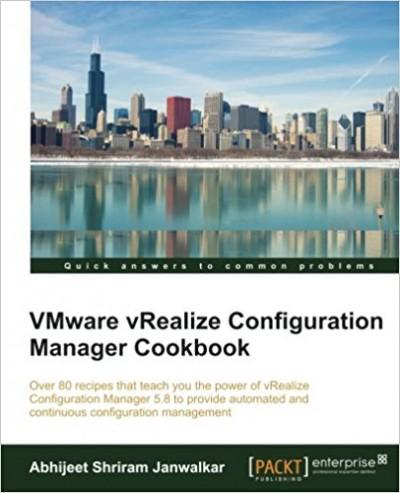 Quick answers to common problems
VMware vRealize Configuration
Manager Cookbook
Over 80 recipes that teach you the power of vRealize
Configuration Manager 5.8 to provide automated and
continuous configuration management
Abhijeet Shriram Janwalkar
[PACKT] enterprise
PUBLISHING
professional expertise distilled